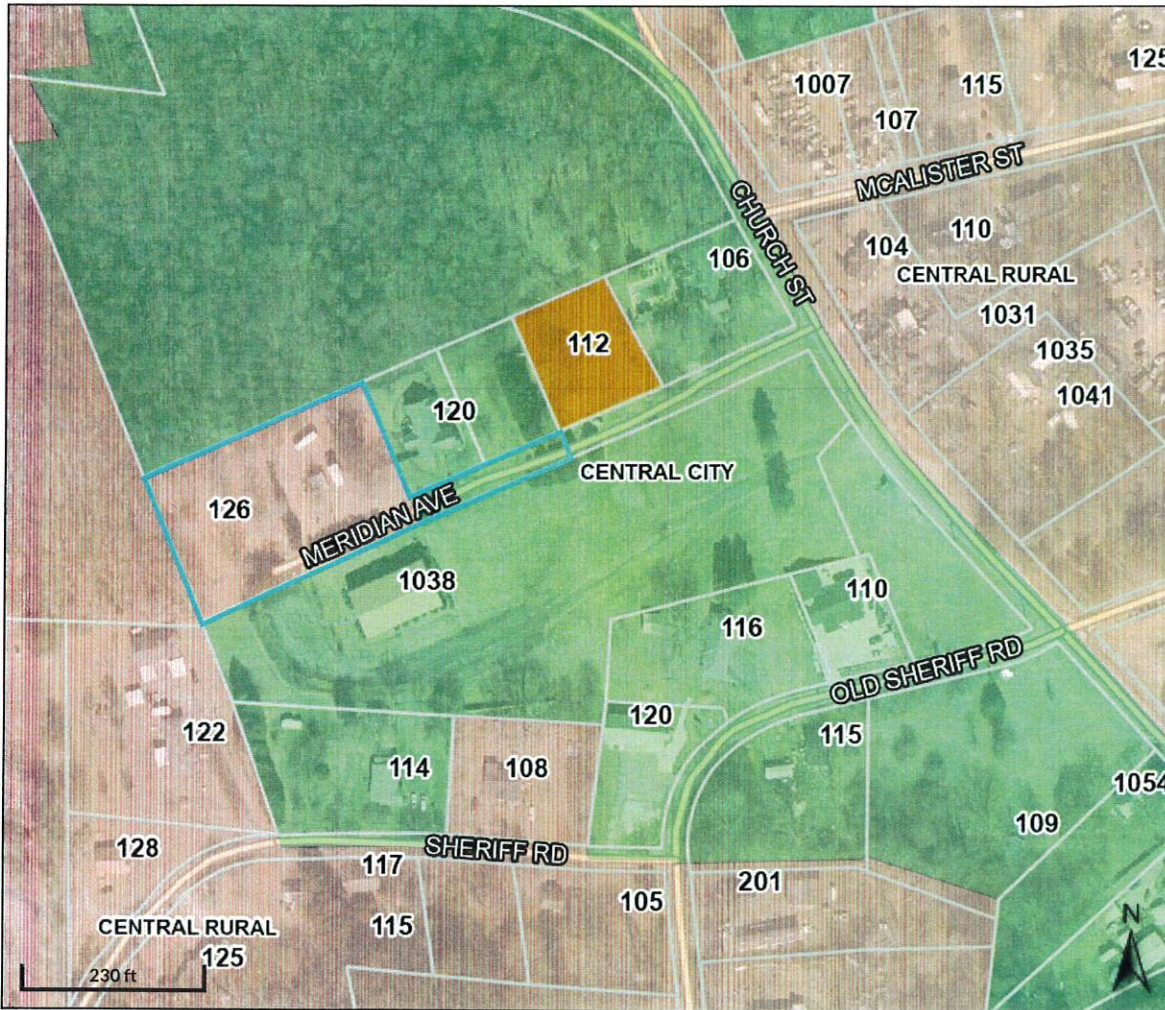 1007
115
125
107
MCALISTER ST
CHURCH ST
106
104
110
CENTRAL RURAL
1031
112
1035
1041
120
CENTRAL CITY
126
MERIDIAN AVE
1038
110
116
OLD SHERIFF RD
120
122
115
114
108
1054
109
128
SHERIFF RD
117
201
105
CENTRAL RURAL
115
125
230 ft
N